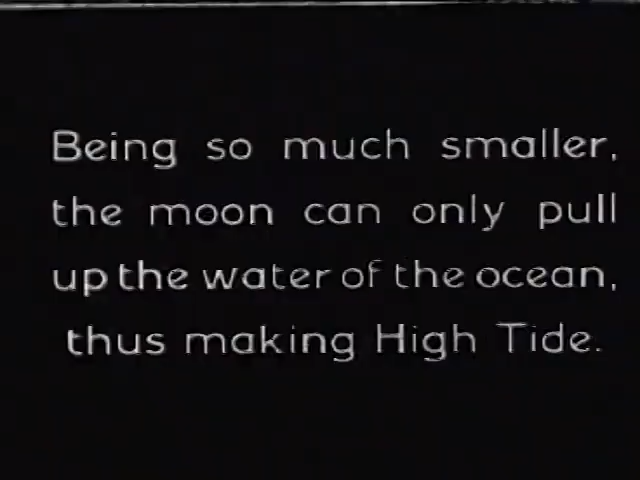 Being so much smaller,
the moon can only pull
up the water of the ocean,
thus making High Tide.